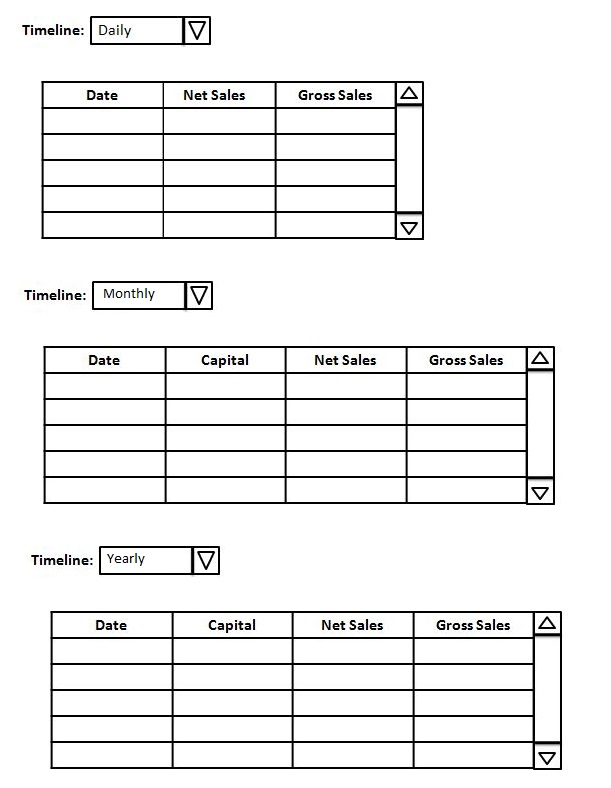 Timeline: Daily
Date Net Sales Gross Sales
Timeline: Monthly
Date Capital Net Sales Gross Sales
Timeline: Yearly
Date Capital Net Sales Gross Sales